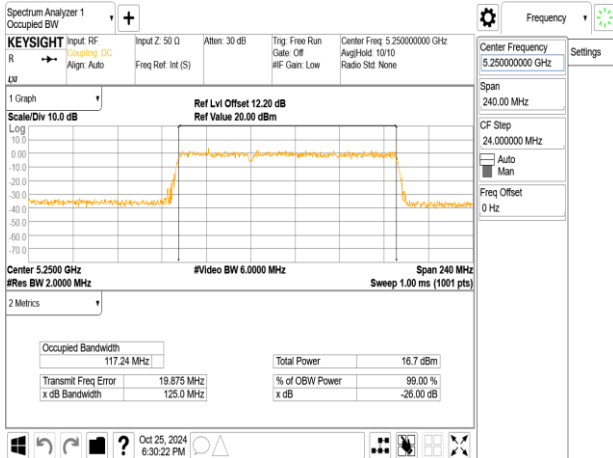 Spectrum Analyzer 1
Occupied BW
Frequency
KEYSIGHT
Input: RF
Coupling: DC
Align: Auto
R
LXI
Input Z: 50 Ω
Freq Ref: Int (S)
Atten: 30 dB
Trig: Free Run
Gate: Off
#IF Gain: Low
Center Freq: 5.250000000 GHz
Avg|Hold: 10/10
Radio Std: None
Center Frequency
5.250000000 GHz
Settings
Span
240.00 MHz
CF Step
24.000000 MHz
Auto
Man
Freq Offset
0 Hz
1 Graph
Scale/Div 10.0 dB
Ref Lvl Offset 12.20 dB
Ref Value 20.00 dBm
Log
10.0
0.00
-10.0
-20.0
-30.0
-40.0
-50.0
-60.0
-70.0
Center 5.2500 GHz
#Video BW 6.0000 MHz
Span 240 MHz
#Res BW 2.0000 MHz
Sweep 1.00 ms (1001 pts)
2 Metrics
Occupied Bandwidth
117.24 MHz
Total Power 16.7 dBm
Transmit Freq Error 19.875 MHz
% of OBW Power 99.00 %
x dB Bandwidth 125.0 MHz
x dB -26.00 dB
?
Oct 25, 2024
6:30:22 PM